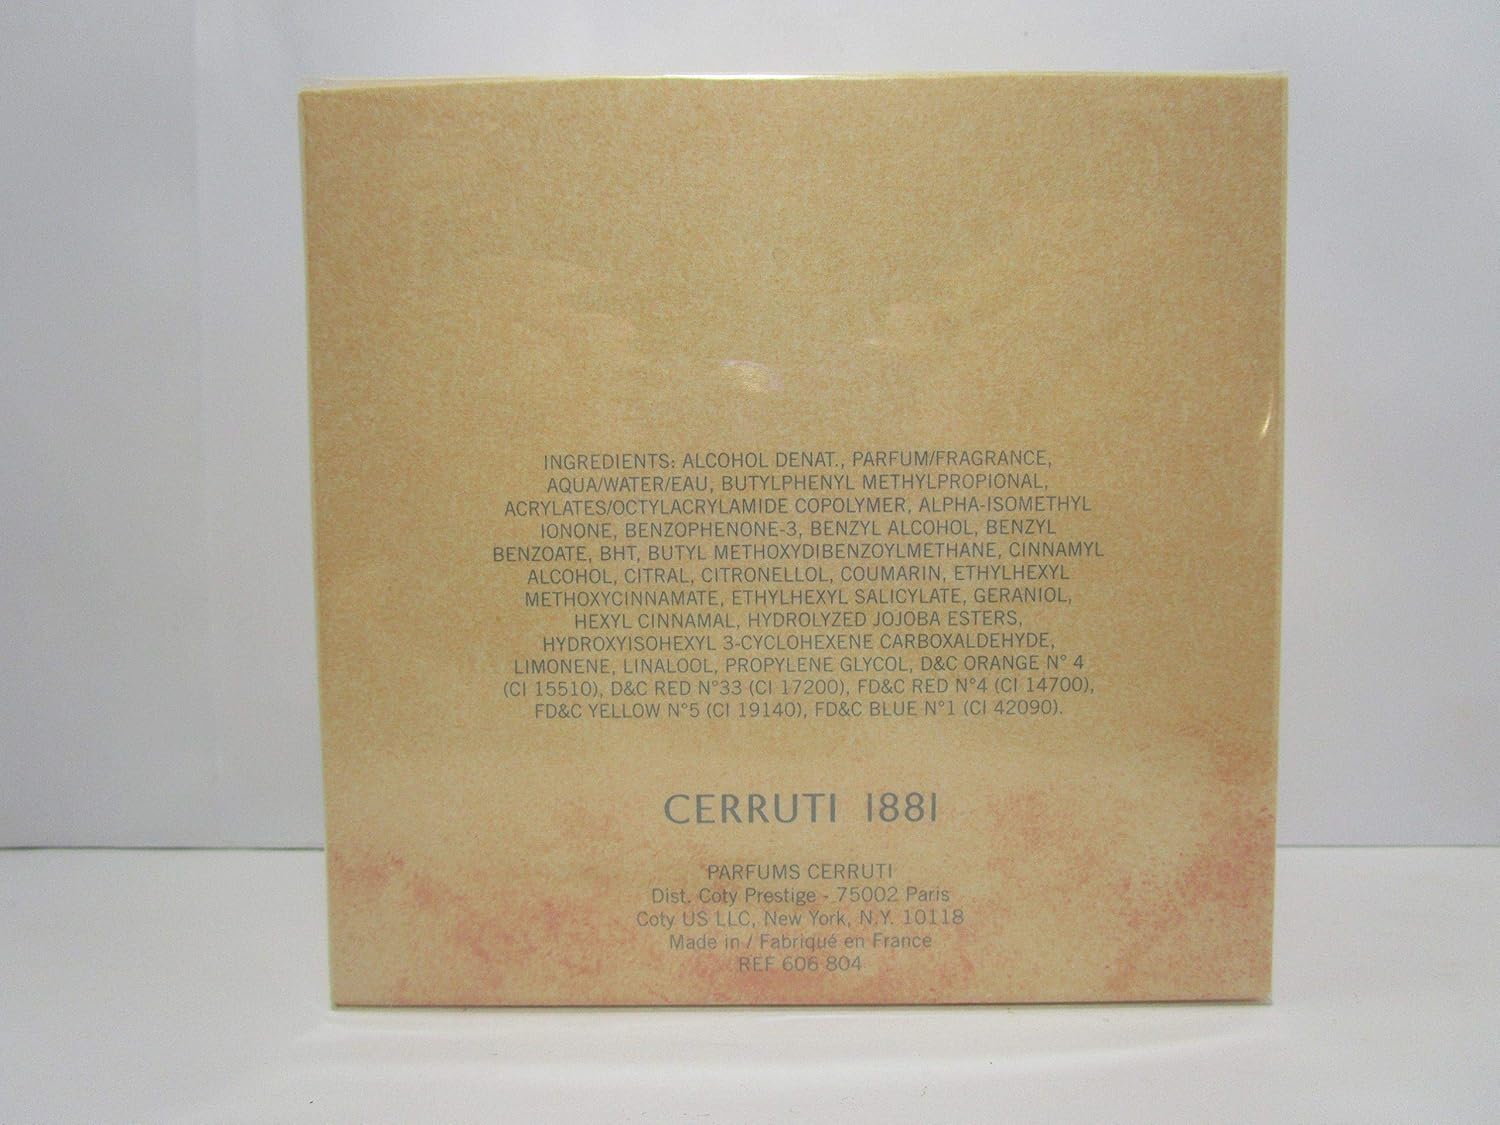 INGREDIENTS: ALCOHOL DENAT., PARFUM/FRAGRANCE,
AQUA/WATER/EAU, BUTYLPHENYL METHYLPROPIONAL,
ACRYLATES/OCTYLACRYLAMIDE COPOLYMER, ALPHA-ISOMETHYL
IONONE, BENZOPHENONE-3, BENZYL ALCOHOL, BENZYL
BENZOATE, BHT, BUTYL METHOXYDIBENZOYLMETHANE, CINNAMYL
ALCOHOL, CITRAL, CITRONELLOL, COUMARIN, ETHYLHEXYL
METHOXYCINNAMATE, ETHYLHEXYL SALICYLATE, GERANIOL,
HEXYL CINNAMAL, HYDROLYZED JOJOBA ESTERS,
HYDROXYISOHEXYL 3-CYCLOHEXENE CARBOXALDEHYDE,
LIMONENE, LINALOOL, PROPYLENE GLYCOL, D&C ORANGE N° 4
(CI 15510), D&C RED N°33 (CI 17200), FD&C RED N°4 (CI 14700),
FD&C YELLOW N°5 (CI 19140), FD&C BLUE N°1 (CI 42090).
CERRUTI 1881
PARFUMS CERRUTI
Dist. Coty Prestige - 75002 Paris
Coty US LLC, New York, N.Y. 10118
Made in / Fabriqué en France
REF 606 804